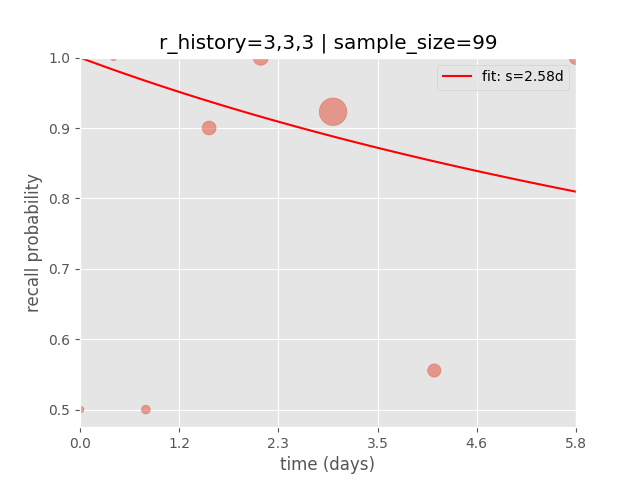 r_history=3,3,3 | sample_size=99
fit: s=2.58d
1.0
0.9
0.8
0.7
0.6
0.5
recall probability
0.0 1.2 2.3 3.5 4.6 5.8
time (days)